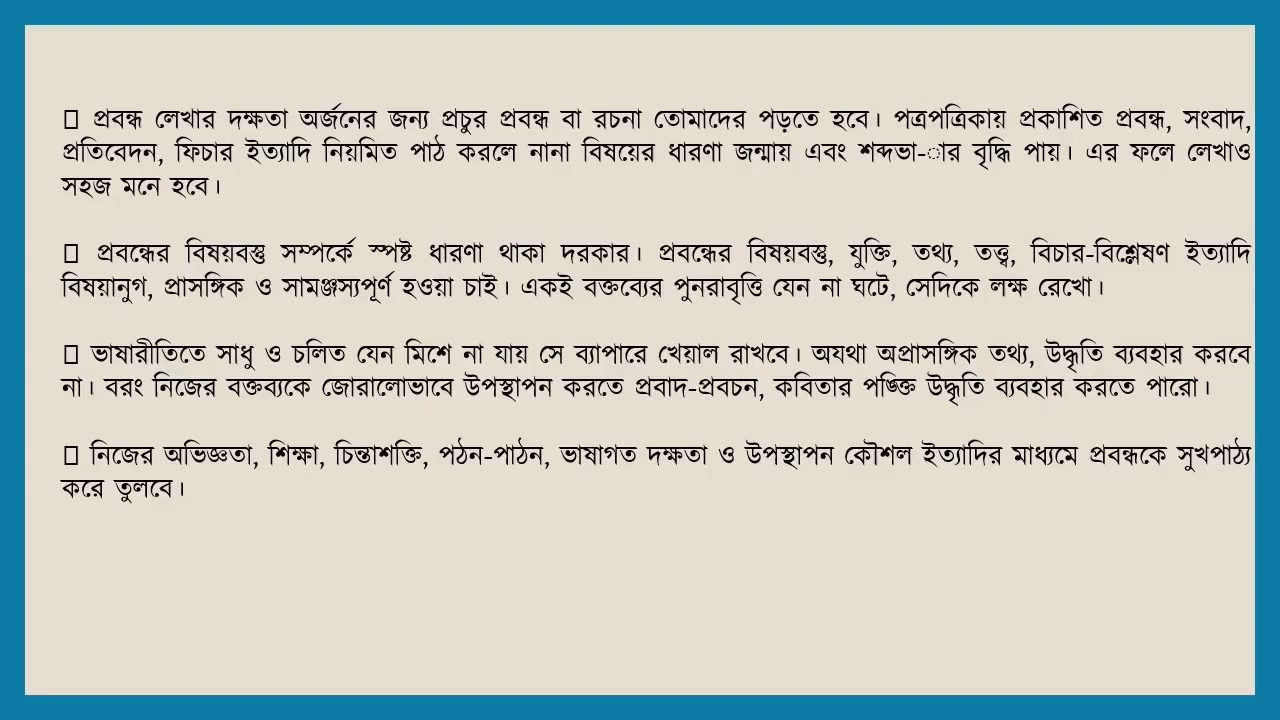 ▯ প্রবন্ধ লেখার দক্ষতা অর্জনের জন্য প্রচুর প্রবন্ধ বা রচনা তোমাদের পড়তে হবে। পত্রপত্রিকায় প্রকাশিত প্রবন্ধ, সংবাদ,
প্রতিবেদন, ফিচার ইত্যাদি নিয়মিত পাঠ করলে নানা বিষয়ের ধারণা জন্মায় এবং শব্দভা-ার বৃদ্ধি পায়। এর ফলে লেখাও
সহজ মনে হবে।
▯ প্রবন্ধের বিষয়বস্তু সম্পর্কে স্পষ্ট ধারণা থাকা দরকার। প্রবন্ধের বিষয়বস্তু, যুক্তি, তথ্য, তত্ত্ব, বিচার-বিশ্লেষণ ইত্যাদি
বিষয়ানুগ, প্রাসঙ্গিক ও সামঞ্জস্যপূর্ণ হওয়া চাই। একই বক্তব্যের পুনরাবৃত্তি যেন না ঘটে, সেদিকে লক্ষ রেখো।
▯ ভাষারীতিতে সাধু ও চলিত যেন মিশে না যায় সে ব্যাপারে খেয়াল রাখবে। অযথা অপ্রাসঙ্গিক তথ্য, উদ্ধৃতি ব্যবহার করবে
না। বরং নিজের বক্তব্যকে জোরালোভাবে উপস্থাপন করতে প্রবাদ-প্রবচন, কবিতার পঙ্ক্তি উদ্ধৃতি ব্যবহার করতে পারো।
▯ নিজের অভিজ্ঞতা, শিক্ষা, চিন্তাশক্তি, পঠন-পাঠন, ভাষাগত দক্ষতা ও উপস্থাপন কৌশল ইত্যাদির মাধ্যমে প্রবন্ধকে সুখপাঠ্য
করে তুলবে।